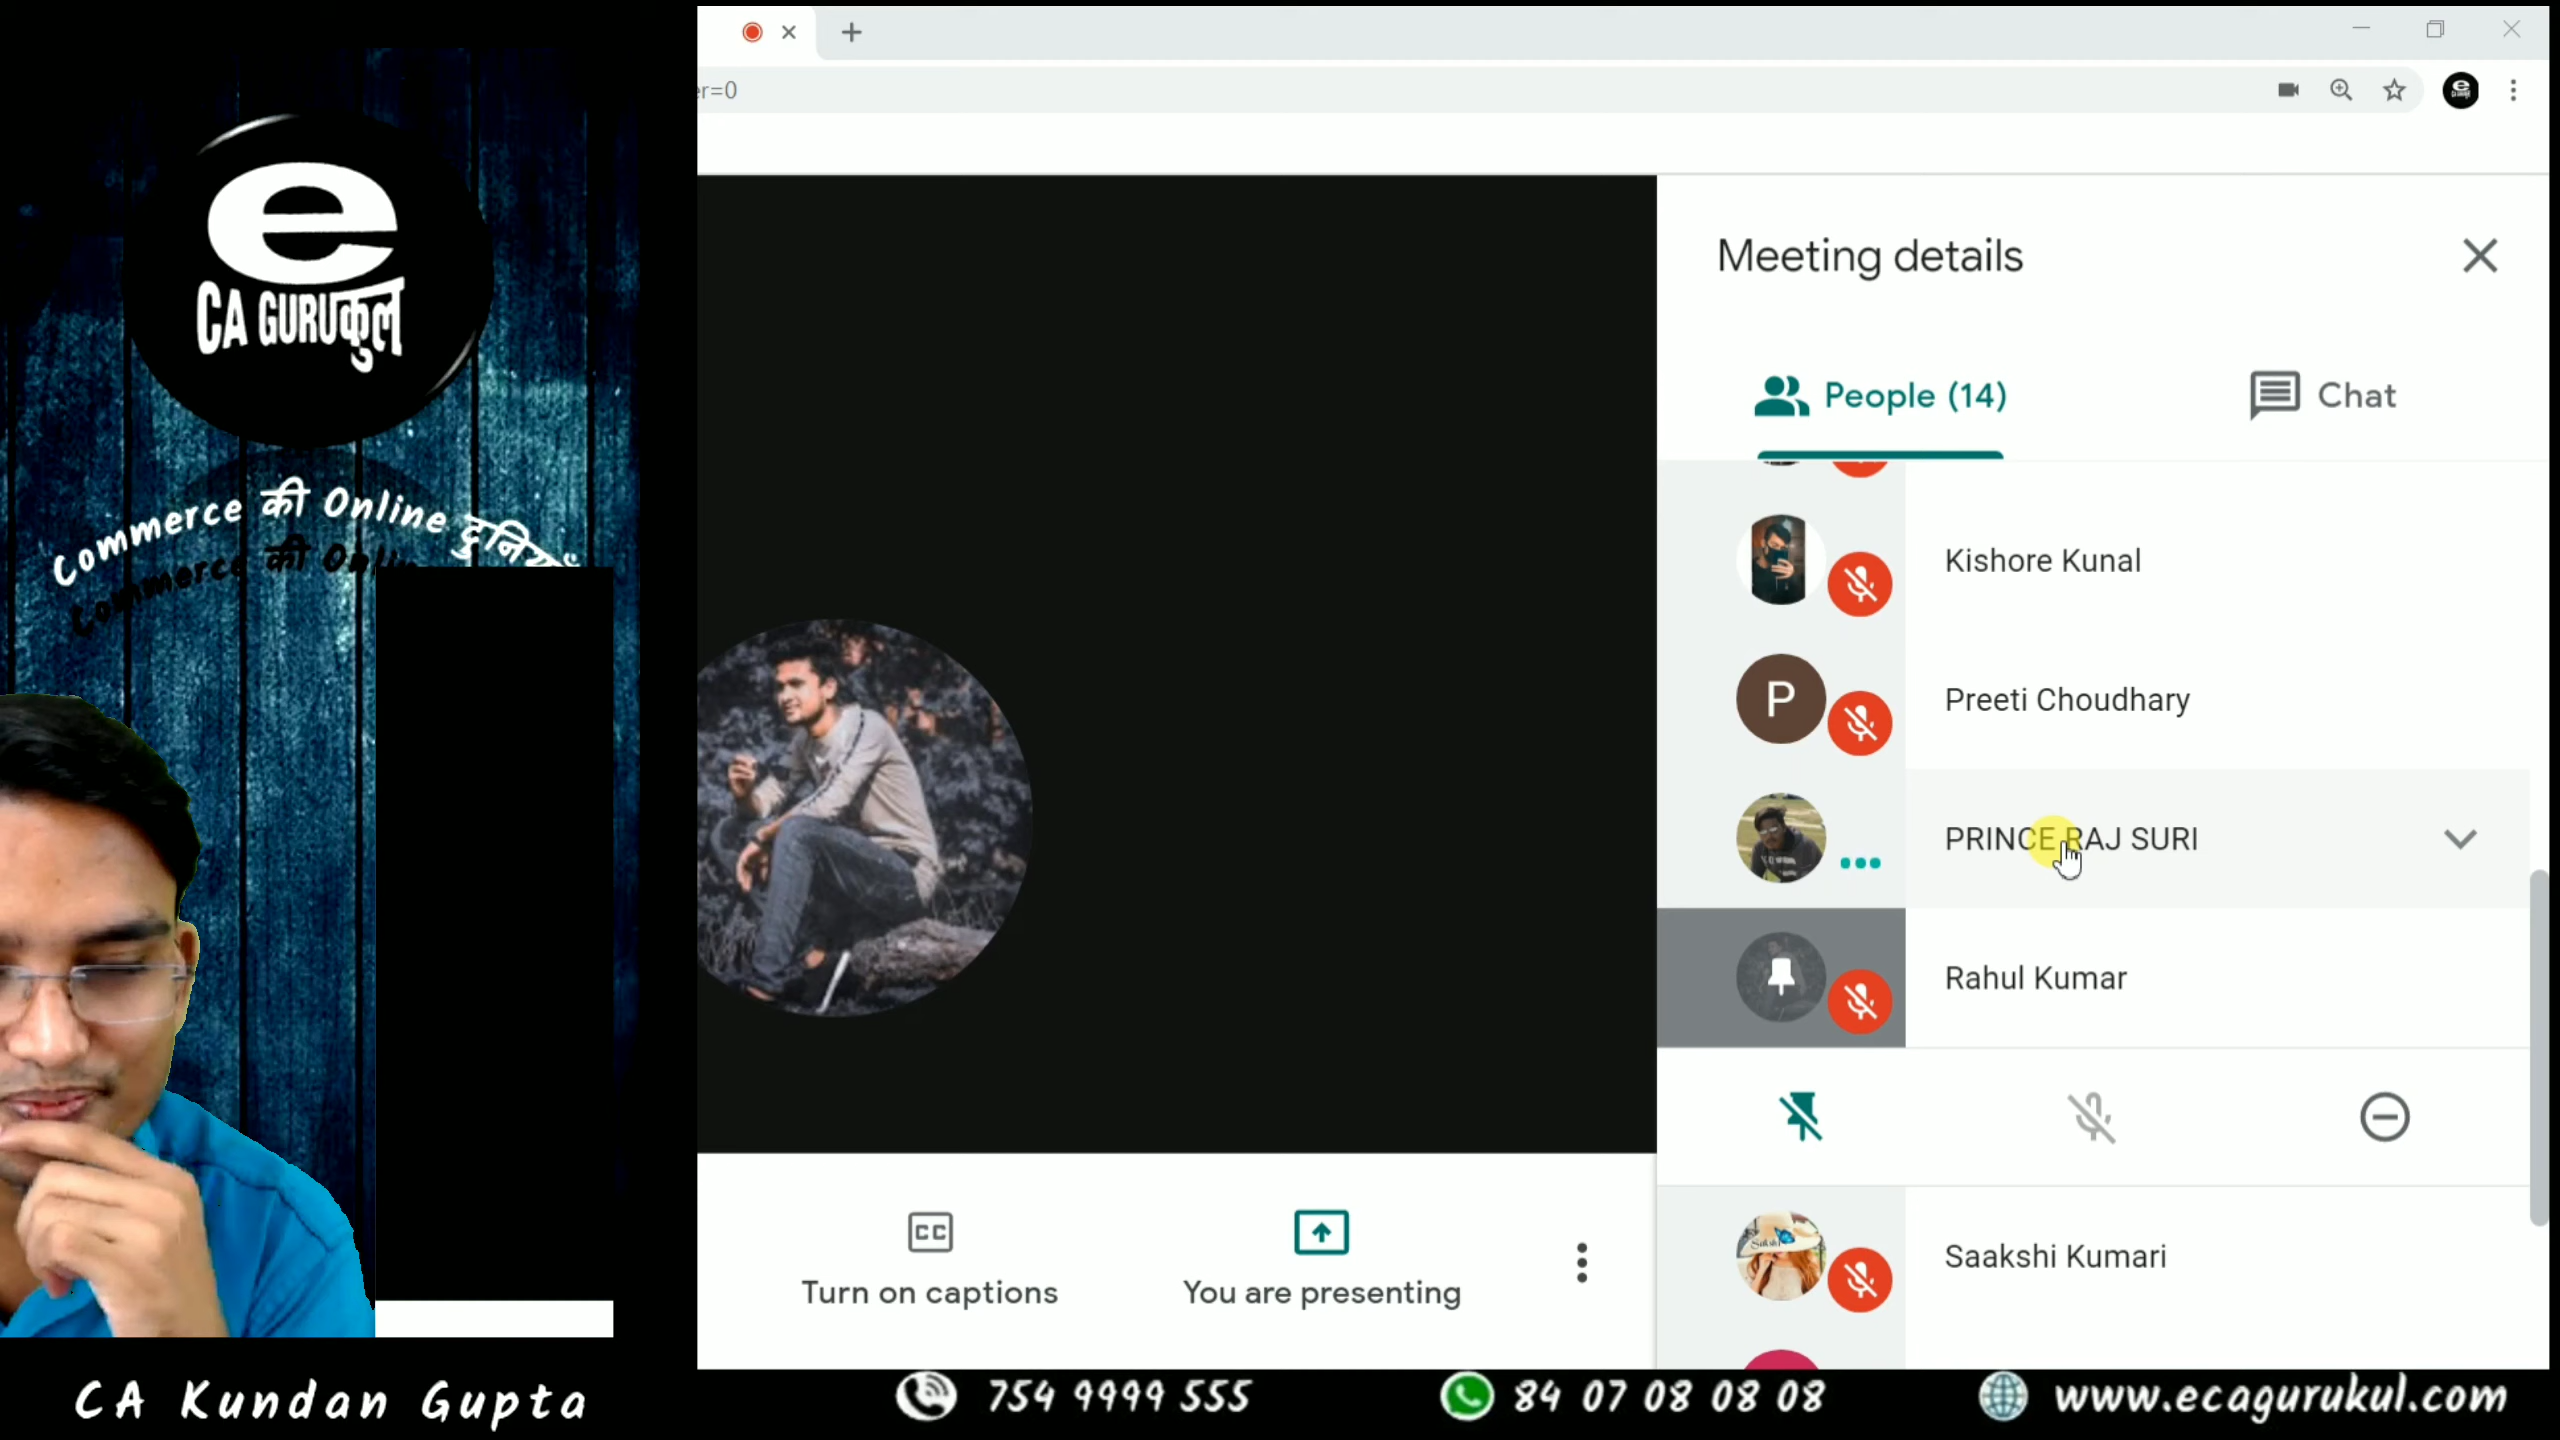 er=0
e
CA GURUकुल
Commerce की Online दुनियाँ
Meeting details
People (14)
Chat
Kishore Kunal
P
Preeti Choudhary
PRINCE RAJ SURI
Rahul Kumar
Sakshi
Saakshi Kumari
CC
Turn on captions
You are presenting
CA Kundan Gupta
754 9999 555
84 07 08 08 08
www.ecagurukul.com